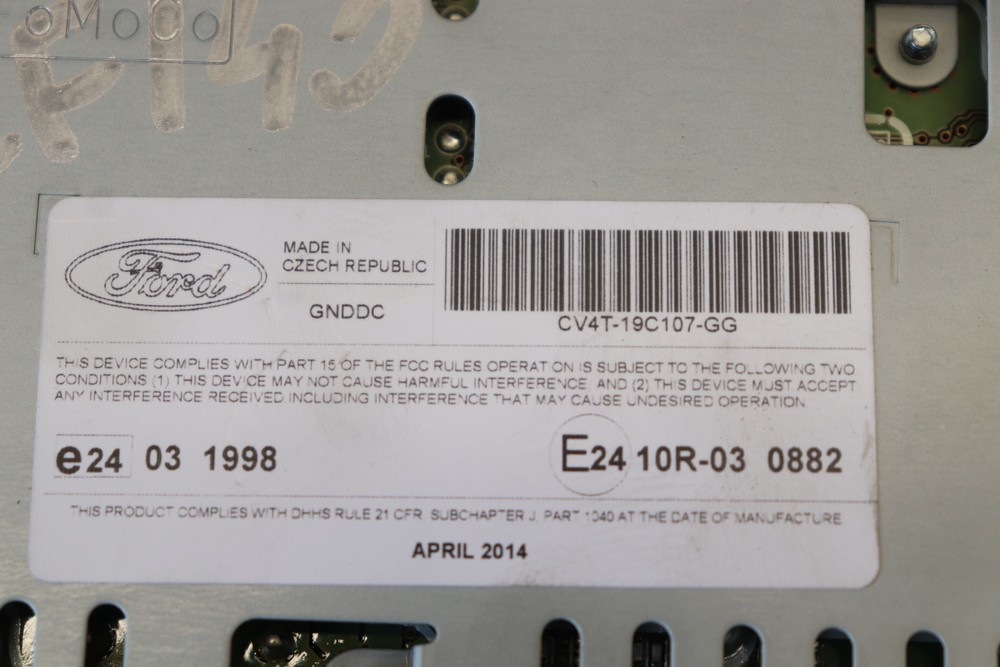 oMoCo
Ford
MADE IN
CZECH REPUBLIC
GNDDC
CV4T-19C107-GG
THIS DEVICE COMPLIES WITH PART 15 OF THE FCC RULES OPERAT ON IS SUBJECT TO THE FOLLOWING TWO
CONDITIONS (1) THIS DEVICE MAY NOT CAUSE HARMFUL INTERFERENCE, AND (2) THIS DEVICE MUST ACCEPT
ANY INTERFERENCE RECEIVED INCLUDING INTERFERENCE THAT MAY CAUSE UNDESIRED OPERATION.
e24 03 1998
E24 10R-03 0882
THIS PRODUCT COMPLIES WITH DHHS RULE 21 CFR, SUBCHAPTER J, PART 1040 AT THE DATE OF MANUFACTURE
APRIL 2014